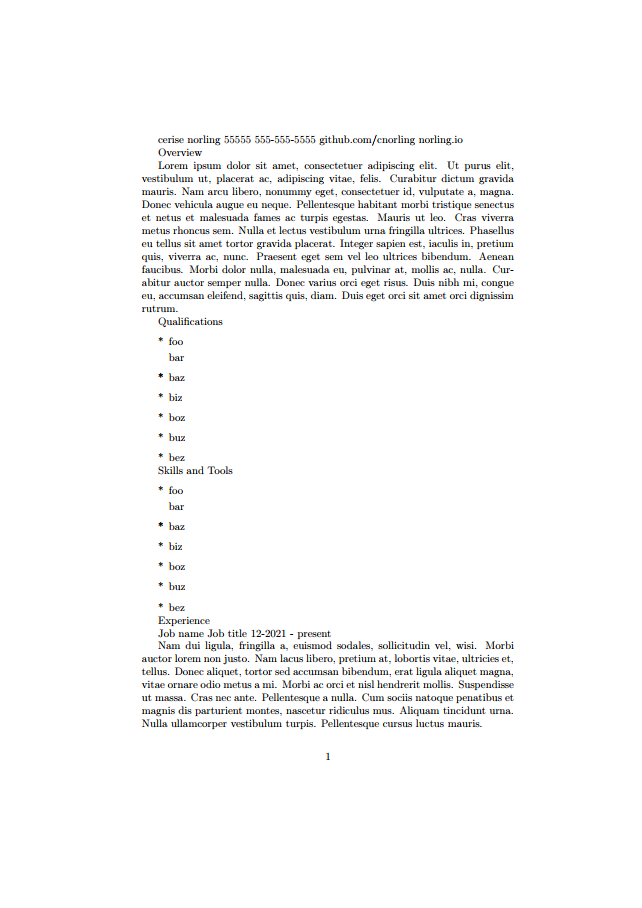 cerise norling 55555 555-555-5555 github.com/cnorling norling.io
Overview
Lorem ipsum dolor sit amet, consectetuer adipiscing elit. Ut purus elit,
vestibulum ut, placerat ac, adipiscing vitae, felis. Curabitur dictum gravida
mauris. Nam arcu libero, nonummy eget, consectetuer id, vulputate a, magna.
Donec vehicula augue eu neque. Pellentesque habitant morbi tristique senectus
et netus et malesuada fames ac turpis egestas. Mauris ut leo. Cras viverra
metus rhoncus sem. Nulla et lectus vestibulum urna fringilla ultrices. Phasellus
eu tellus sit amet tortor gravida placerat. Integer sapien est, iaculis in, pretium
quis, viverra ac, nunc. Praesent eget sem vel leo ultrices bibendum. Aenean
faucibus. Morbi dolor nulla, malesuada eu, pulvinar at, mollis ac, nulla. Cur-
abitur auctor semper nulla. Donec varius orci eget risus. Duis nibh mi, congue
eu, accumsan eleifend, sagittis quis, diam. Duis eget orci sit amet orci dignissim
rutrum.
Qualifications
* foo
bar
* baz
* biz
* boz
* buz
* bez
Skills and Tools
* foo
bar
* baz
* biz
* boz
* buz
* bez
Experience
Job name Job title 12-2021 - present
Nam dui ligula, fringilla a, euismod sodales, sollicitudin vel, wisi. Morbi
auctor lorem non justo. Nam lacus libero, pretium at, lobortis vitae, ultricies et,
tellus. Donec aliquet, tortor sed accumsan bibendum, erat ligula aliquet magna,
vitae ornare odio metus a mi. Morbi ac orci et nisl hendrerit mollis. Suspendisse
ut massa. Cras nec ante. Pellentesque a nulla. Cum sociis natoque penatibus et
magnis dis parturient montes, nascetur ridiculus mus. Aliquam tincidunt urna.
Nulla ullamcorper vestibulum turpis. Pellentesque cursus luctus mauris.
1